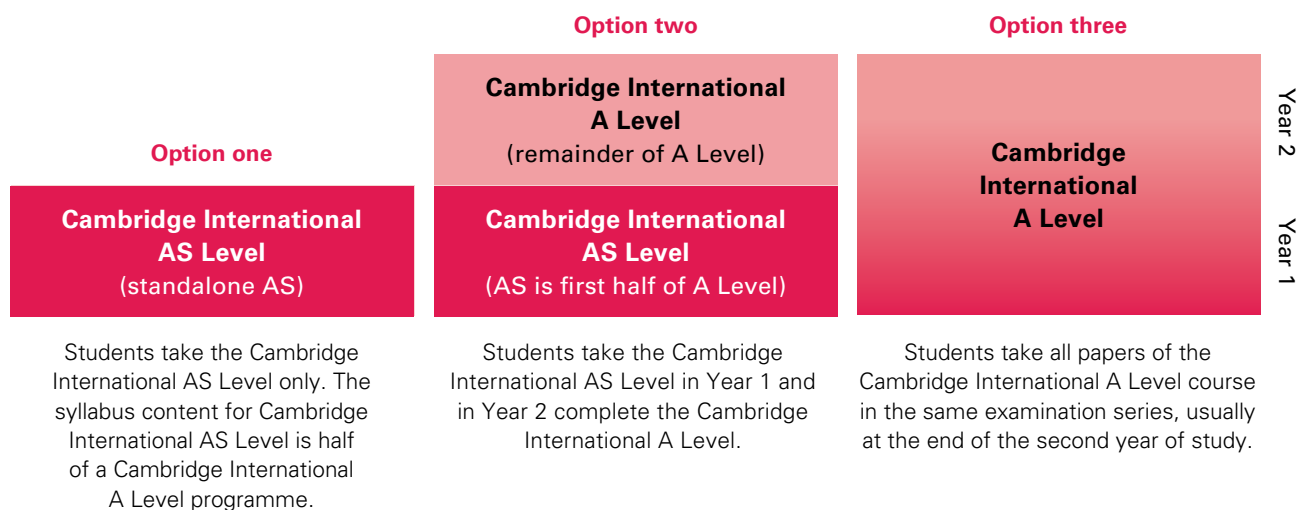 Option one
Cambridge International
AS Level
(standalone AS)
Students take the Cambridge
International AS Level only. The
syllabus content for Cambridge
International AS Level is half
of a Cambridge International
A Level programme.
Option two
Cambridge International
A Level
(remainder of A Level)
Cambridge International
AS Level
(AS is first half of A Level)
Students take the Cambridge
International AS Level in Year 1 and
in Year 2 complete the Cambridge
International A Level.
Option three
Cambridge
International
A Level
Students take all papers of the
Cambridge International A Level course
in the same examination series, usually
at the end of the second year of study.
Year 2
Year 1